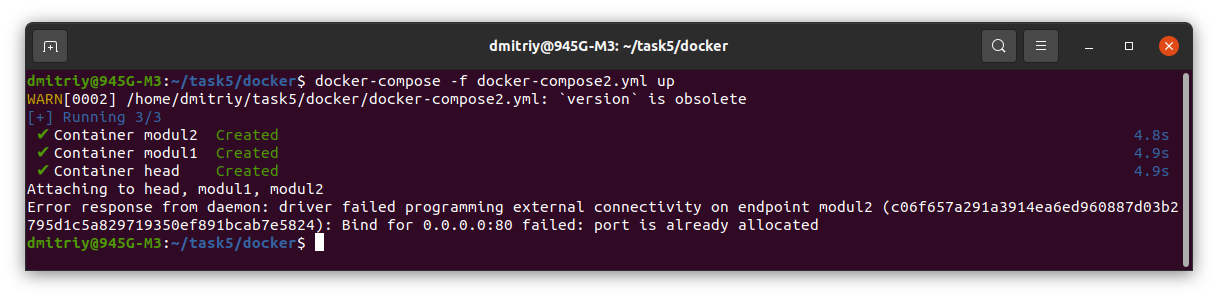 dmitriy@945G-M3: ~/task5/docker
dmitriy@945G-M3:~/task5/docker$ docker-compose -f docker-compose2.yml up
WARN[0002] /home/dmitriy/task5/docker/docker-compose2.yml: `version` is obsolete
[+] Running 3/3
✔ Container modul2 Created 4.8s
✔ Container modul1 Created 4.9s
✔ Container head Created 4.9s
Attaching to head, modul1, modul2
Error response from daemon: driver failed programming external connectivity on endpoint modul2 (c06f657a291a3914ea6ed960887d03b2
795d1c5a829719350ef891bcab7e5824): Bind for 0.0.0.0:80 failed: port is already allocated
dmitriy@945G-M3:~/task5/docker$